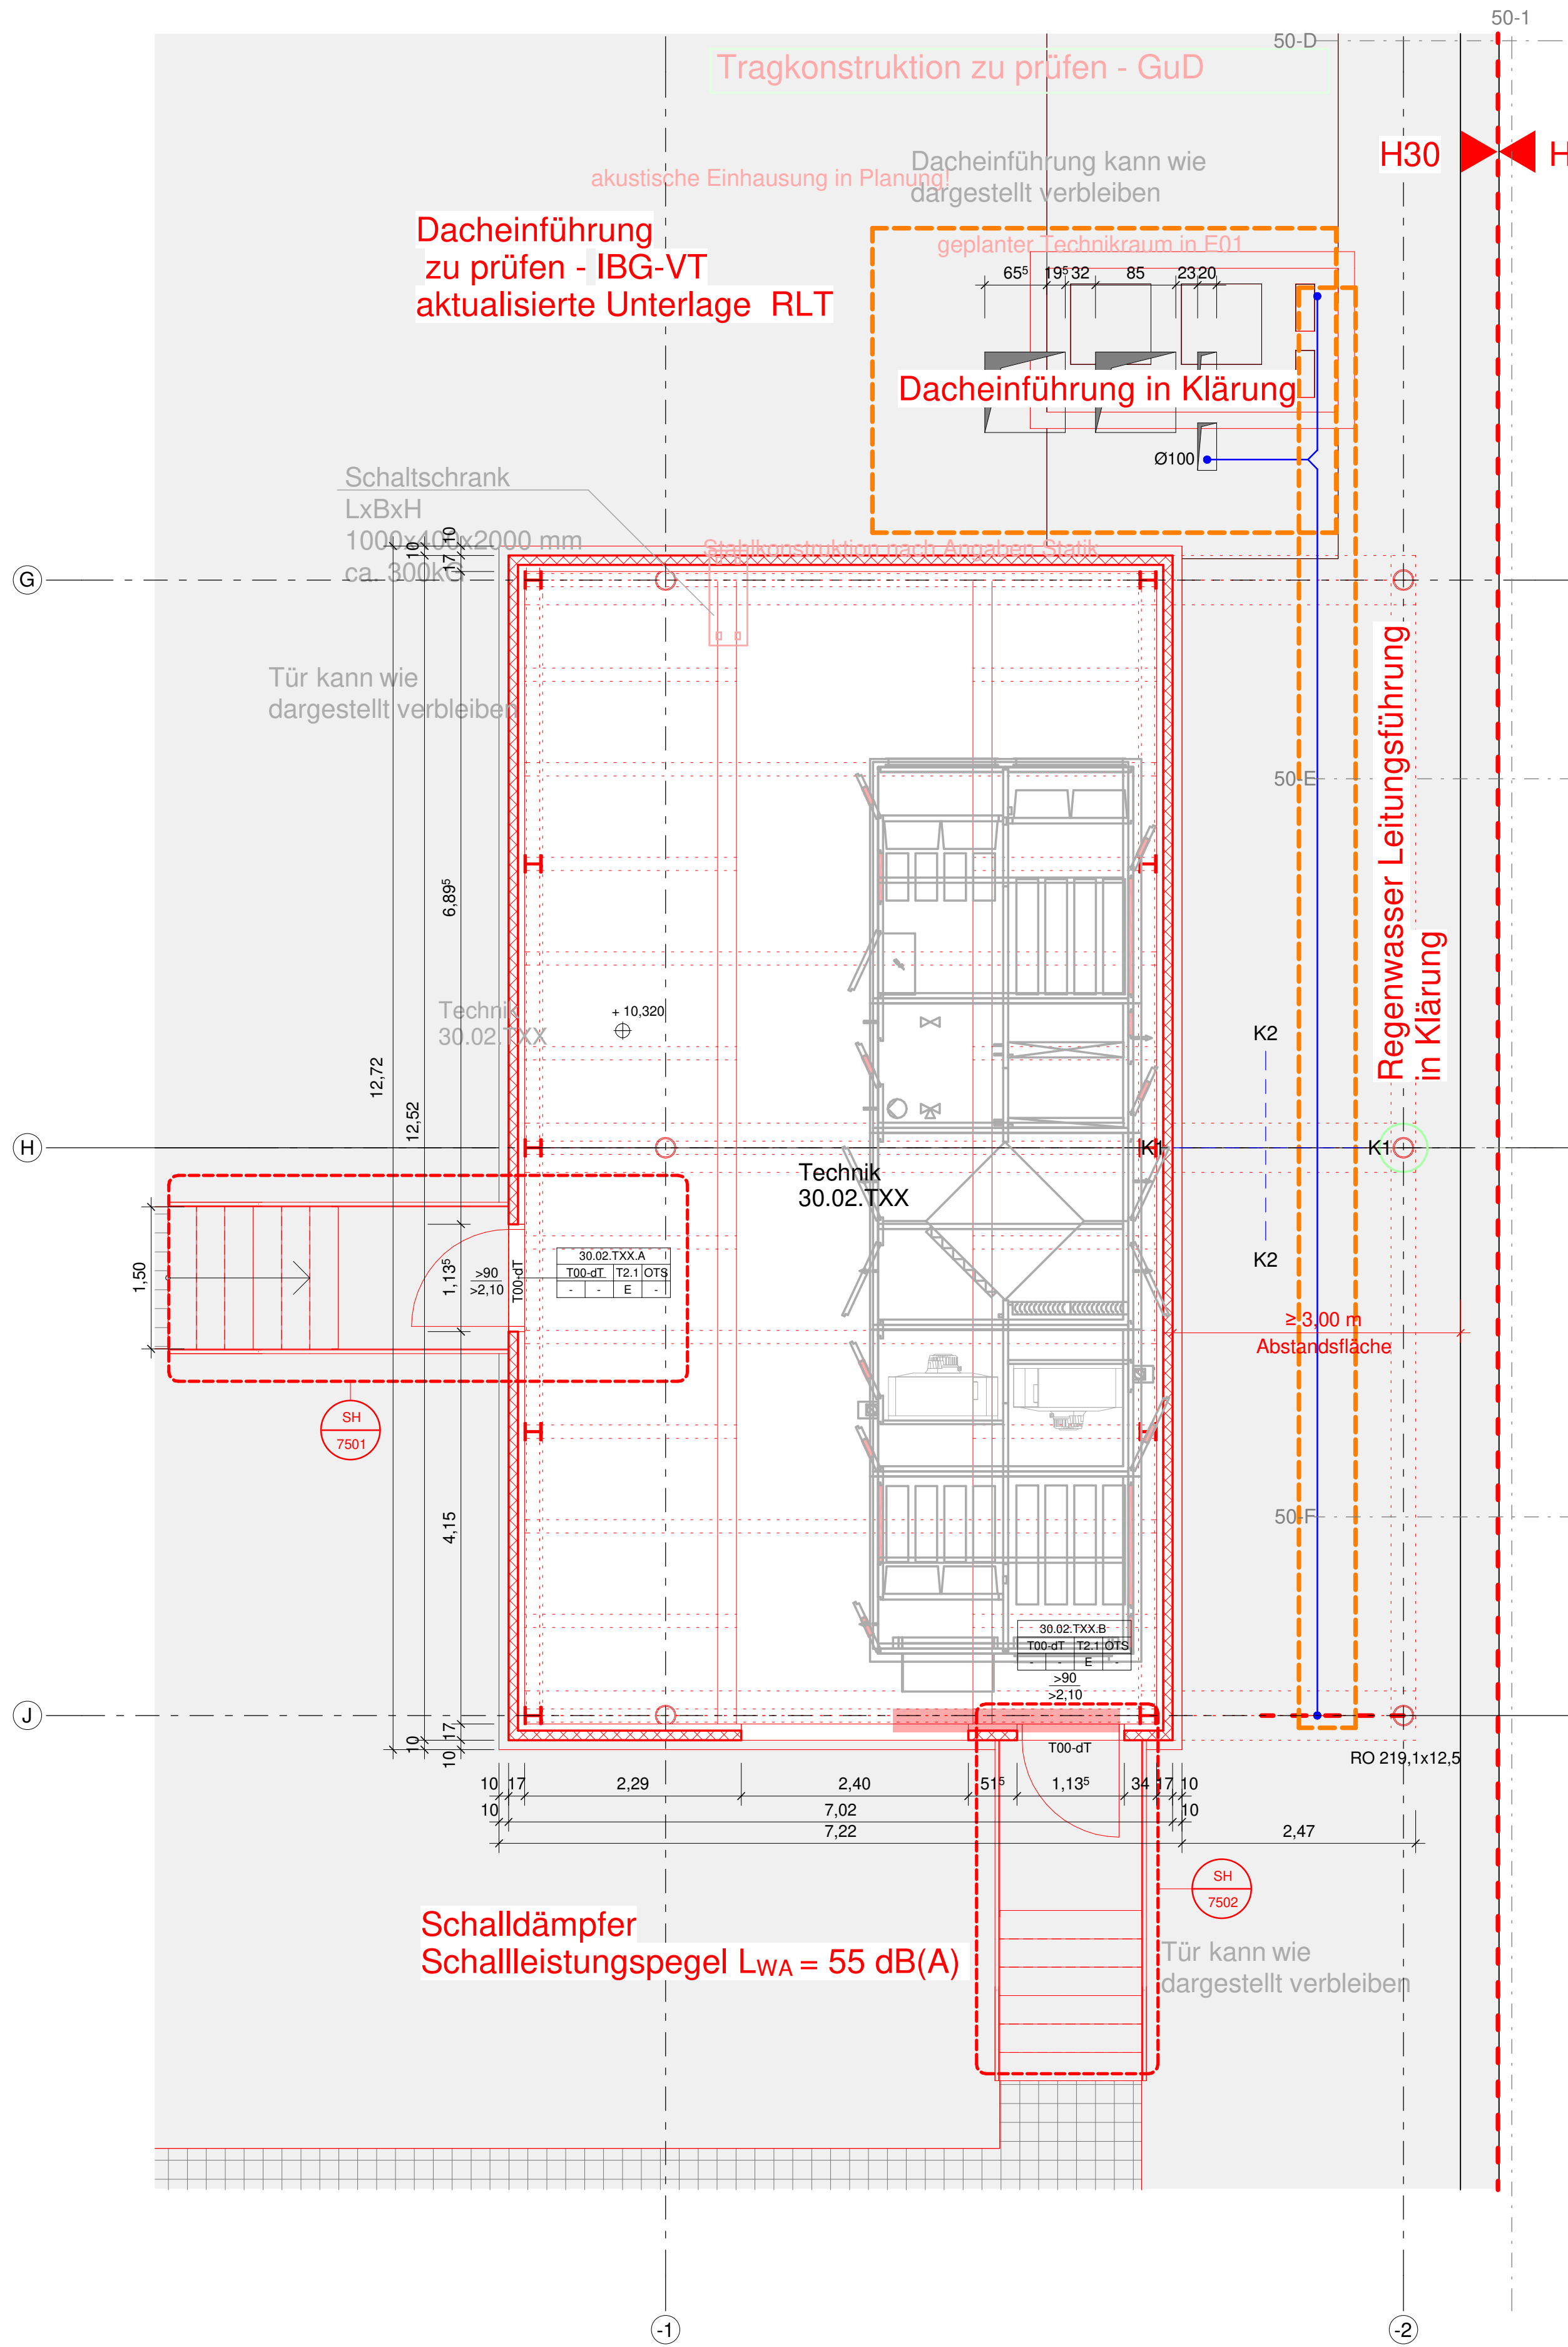 50-1
50-D
Tragkonstruktion zu prüfen - GuD
H30
H
Dacheinführung kann wie
dargestellt verbleiben
akustische Einhausung in Planung!
Dacheinführung
zu prüfen - IBG-VT
aktualisierte Unterlage RLT
geplanter Technikraum in E01
65⁵
19⁵
32
85
23
20
Dacheinführung in Klärung
Ø100
Schaltschrank
LxBxH
1000x400x2000 mm
ca. 300kG
Stahlkonstruktion nach Angaben Statik
10
10
17
G
Tür kann wie
dargestellt verbleiben
Regenwasser Leitungsführung
in Klärung
50-E
6,89⁵
Technik
30.02.TXX
+ 10,320
K2
12,72
12,52
H
K1
K1
Technik
30.02.TXX
K2
1,50
1,13⁵
>90
>2,10
T00-dT
30.02.TXX.A
T00-dT T2.1 OTS
- - E -
≥ 3,00 m
Abstandsfläche
SH
7501
50-F
4,15
30.02.TXX.B
T00-dT T2.1 OTS
- - E -
>90
>2,10
J
17
10
10
T00-dT
RO 219,1x12,5
10 17 2,29 2,40 51⁵ 1,13⁵ 34 17 10
10 7,02 10
7,22 2,47
SH
7502
Schalldämpfer
Schallleistungspegel LWA = 55 dB(A)
Tür kann wie
dargestellt verbleiben
-1
-2